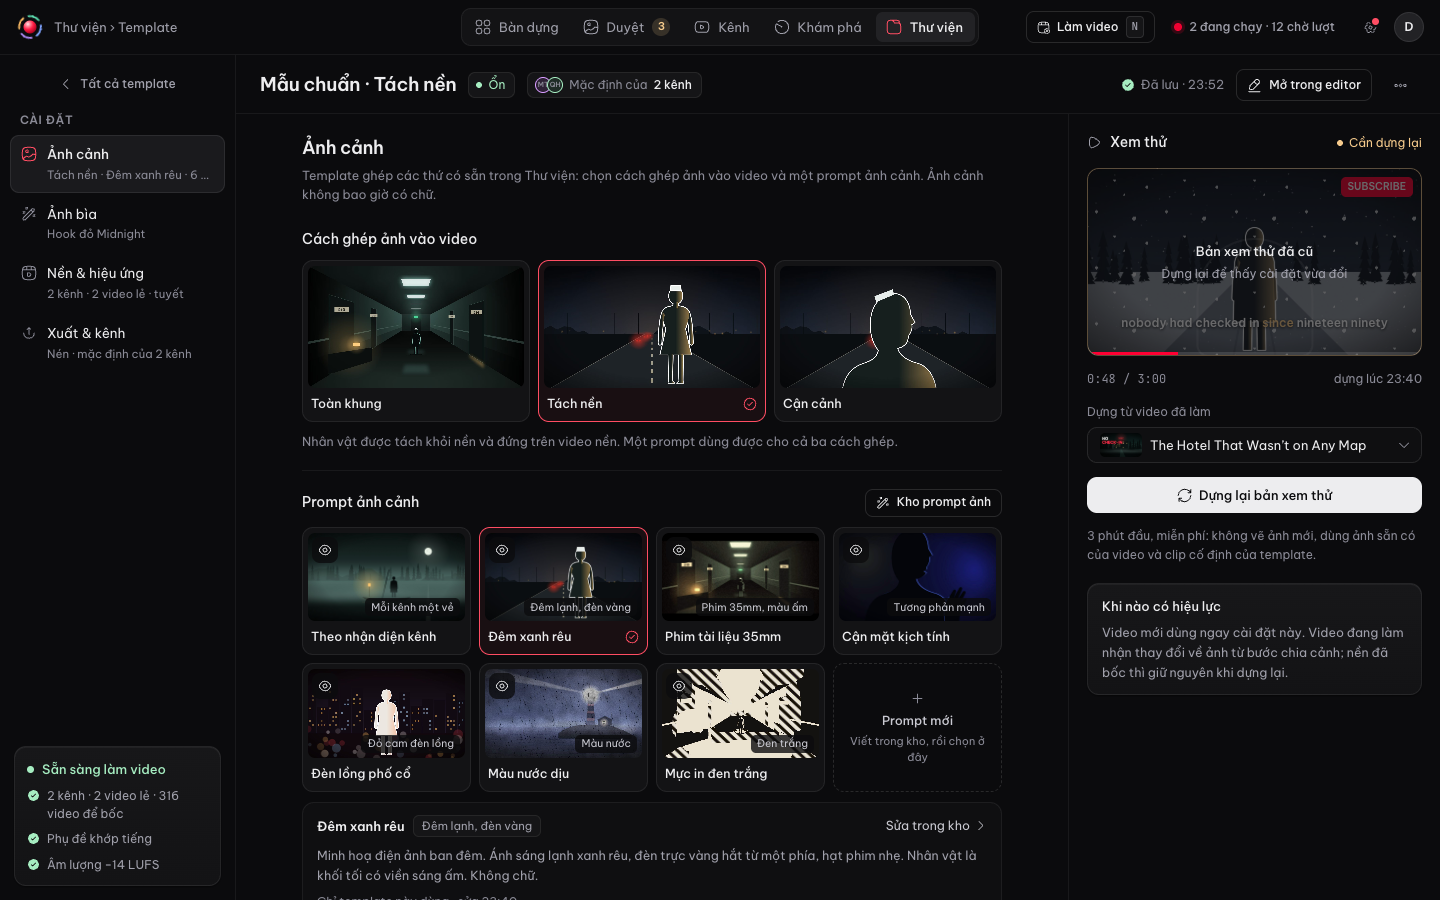 Thư viện › Template
Bàn dựng
Duyệt 3
Kênh
Khám phá
Thư viện
Làm video N
2 đang chạy · 12 chờ lượt
D
Tất cả template
CÀI ĐẶT
Ảnh cảnh
Tách nền · Đêm xanh rêu · 6 ...
Ảnh bìa
Hook đỏ Midnight
Nền & hiệu ứng
2 kênh · 2 video lẻ · tuyết
Xuất & kênh
Nén · mặc định của 2 kênh
Sẵn sàng làm video
2 kênh · 2 video lẻ · 316
video để bốc
Phụ đề khớp tiếng
Âm lượng -14 LUFS
Mẫu chuẩn · Tách nền
Ổn
Mặc định của 2 kênh
Đã lưu · 23:52
Mở trong editor
Ảnh cảnh
Template ghép các thứ có sẵn trong Thư viện: chọn cách ghép ảnh vào video và một prompt ảnh cảnh. Ảnh cảnh
không bao giờ có chữ.
Cách ghép ảnh vào video
Toàn khung
Tách nền
Cận cảnh
Nhân vật được tách khỏi nền và đứng trên video nền. Một prompt dùng được cho cả ba cách ghép.
Prompt ảnh cảnh
Kho prompt ảnh
Mỗi kênh một vẻ
Theo nhận diện kênh
Đêm lạnh, đèn vàng
Đêm xanh rêu
Phim 35mm, màu ấm
Phim tài liệu 35mm
Tương phản mạnh
Cận mặt kịch tính
Đỏ cam đèn lồng
Đèn lồng phố cổ
Màu nước
Màu nước dịu
Đen trắng
Mực in đen trắng
Prompt mới
Viết trong kho, rồi chọn ở
đây
Đêm xanh rêu
Đêm lạnh, đèn vàng
Sửa trong kho
Minh hoạ điện ảnh ban đêm. Ánh sáng lạnh xanh rêu, đèn trực vàng hắt từ một phía, hạt phim nhẹ. Nhân vật là
khối tối có viền sáng ấm. Không chữ.
Xem thử
Cần dựng lại
SUBSCRIBE
Bản xem thử đã cũ
Dựng lại để thấy cài đặt vừa đổi
nobody had checked in since nineteen ninety
0:48 / 3:00
dựng lúc 23:40
Dựng từ video đã làm
The Hotel That Wasn't on Any Map
Dựng lại bản xem thử
3 phút đầu, miễn phí: không vẽ ảnh mới, dùng ảnh sẵn có
của video và clip cố định của template.
Khi nào có hiệu lực
Video mới dùng ngay cài đặt này. Video đang làm
nhận thay đổi về ảnh từ bước chia cảnh; nền đã
bốc thì giữ nguyên khi dựng lại.